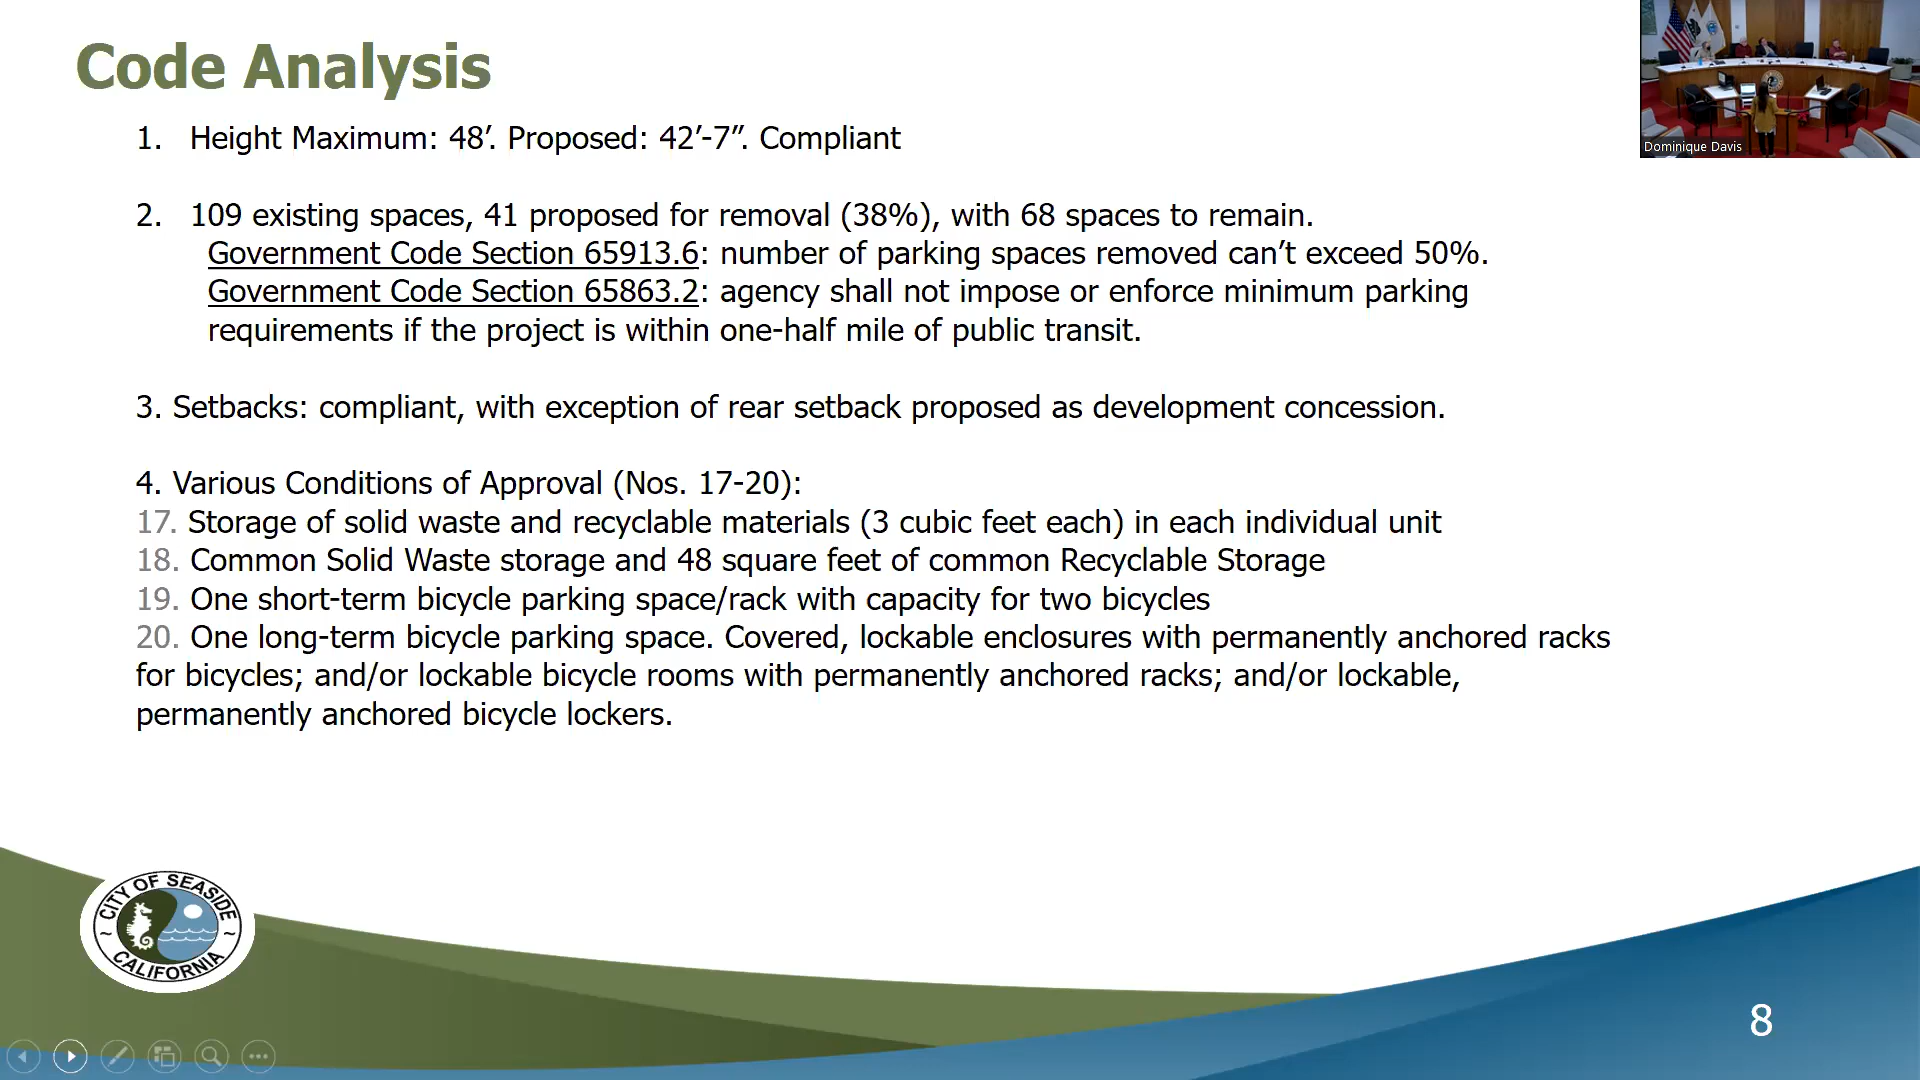 Code Analysis
Dominique Davis
1. Height Maximum: 48’. Proposed: 42’-7”. Compliant
2. 109 existing spaces, 41 proposed for removal (38%), with 68 spaces to remain.
Government Code Section 65913.6: number of parking spaces removed can’t exceed 50%.
Government Code Section 65863.2: agency shall not impose or enforce minimum parking
requirements if the project is within one-half mile of public transit.
3. Setbacks: compliant, with exception of rear setback proposed as development concession.
4. Various Conditions of Approval (Nos. 17-20):
17. Storage of solid waste and recyclable materials (3 cubic feet each) in each individual unit
18. Common Solid Waste storage and 48 square feet of common Recyclable Storage
19. One short-term bicycle parking space/rack with capacity for two bicycles
20. One long-term bicycle parking space. Covered, lockable enclosures with permanently anchored racks
for bicycles; and/or lockable bicycle rooms with permanently anchored racks; and/or lockable,
permanently anchored bicycle lockers.
~ CITY OF SEASIDE ~
CALIFORNIA
8